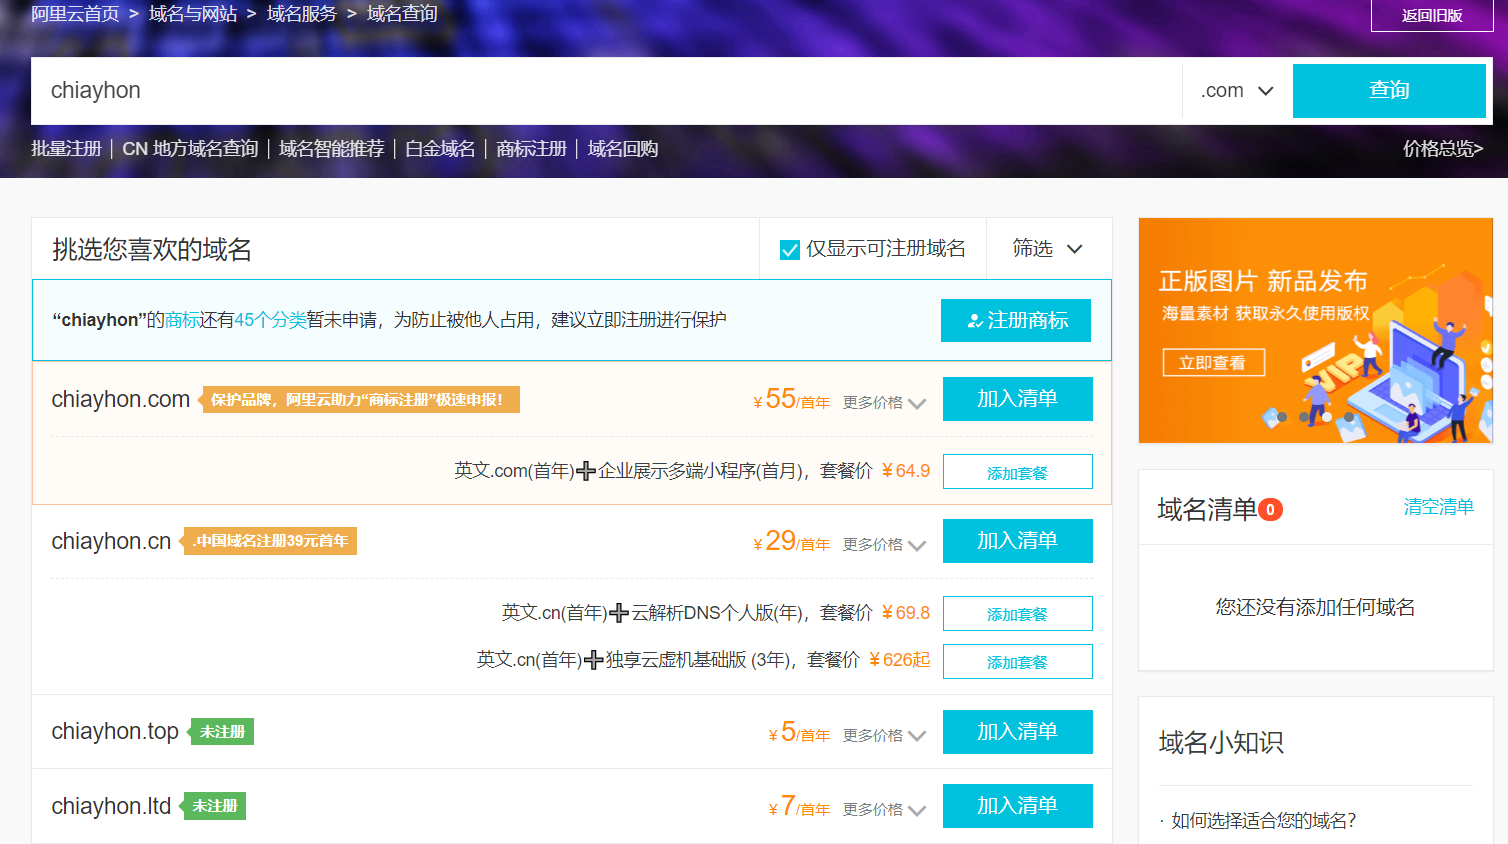 阿里云首页 > 域名与网站 > 域名服务 > 域名查询
返回旧版
chiayhon
.com
查询
批量注册 | CN 地方域名查询 | 域名智能推荐 | 白金域名 | 商标注册 | 域名回购
价格总览>
挑选您喜欢的域名
仅显示可注册域名
筛选
“chiayhon”的商标还有45个分类暂未申请，为防止被他人占用，建议立即注册进行保护
注册商标
chiayhon.com
保护品牌，阿里云助力“商标注册”极速申报！
¥55/首年
更多价格
加入清单
英文.com(首年)➕企业展示多端小程序(首月)，套餐价 ¥64.9
添加套餐
chiayhon.cn
.中国域名注册39元首年
¥29/首年
更多价格
加入清单
英文.cn(首年)➕云解析DNS个人版(年)，套餐价 ¥69.8
添加套餐
英文.cn(首年)➕独享云虚机基础版 (3年)，套餐价 ¥626起
添加套餐
chiayhon.top
未注册
¥5/首年
更多价格
加入清单
chiayhon.ltd
未注册
¥7/首年
更多价格
加入清单
正版图片 新品发布
海量素材 获取永久使用版权
立即查看
VIP
域名清单0
清空清单
您还没有添加任何域名
域名小知识
· 如何选择适合您的域名？